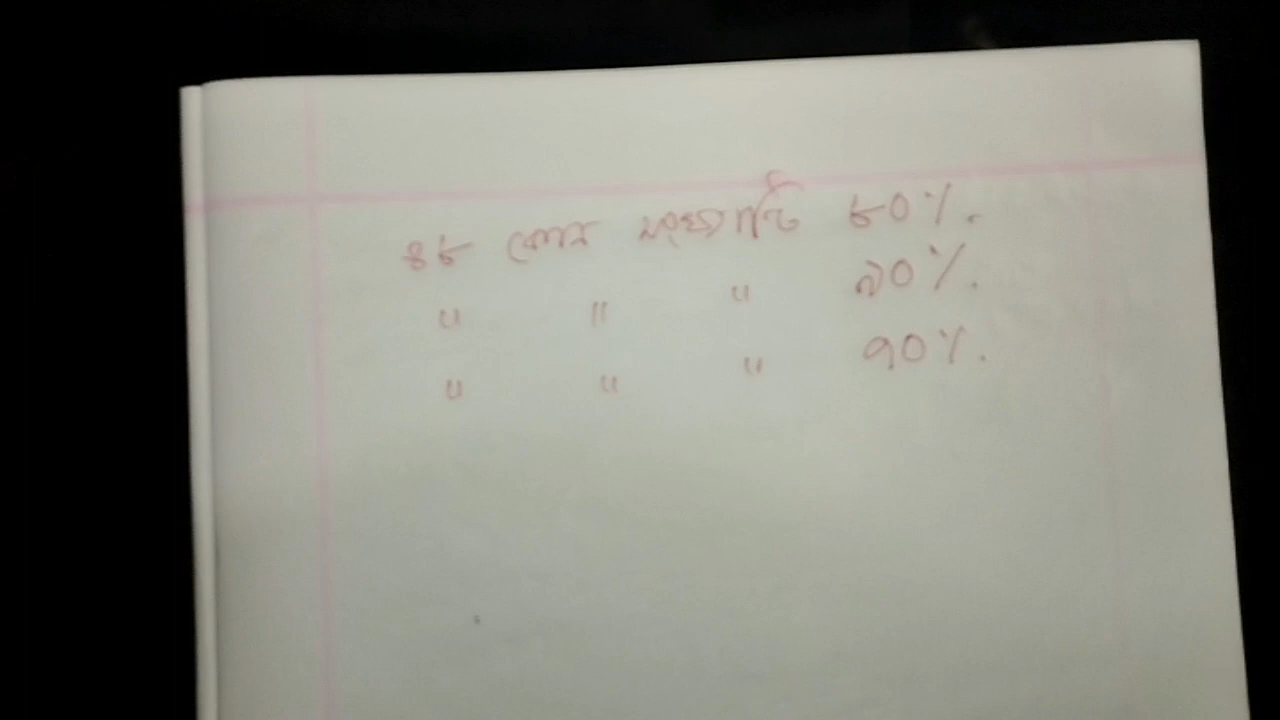 ৪৮ কোন ৮০%.
" " " ৯০%.
" " " ৭০%.